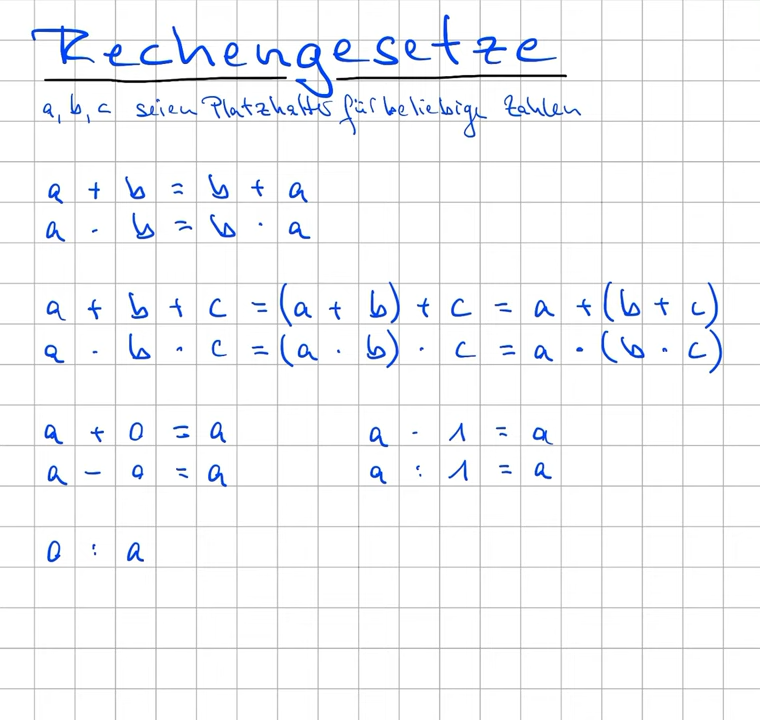 Rechengesetze
a, b, c seien Platzhalter für beliebige Zahlen
a + b = b + a
a · b = b · a
a + b + c = (a + b) + c = a + (b + c)
a · b · c = (a · b) · c = a · (b · c)
a + 0 = a a · 1 = a
a - 0 = a a : 1 = a
0 : a